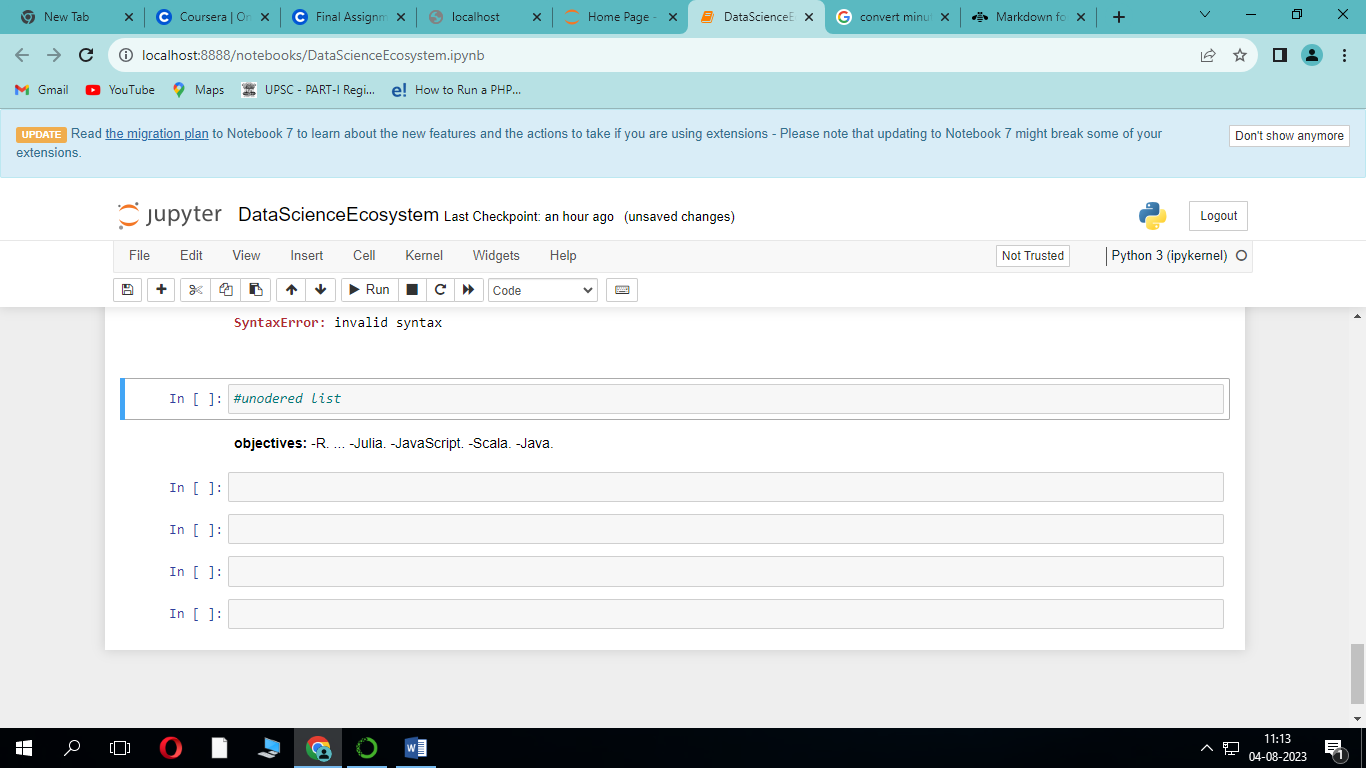 New Tab
Coursera | On
Final Assignm
localhost
Home Page -
DataScienceE
convert minut
Markdown fo
localhost:8888/notebooks/DataScienceEcosystem.ipynb
Gmail YouTube Maps UPSC - PART-I Regi... e! How to Run a PHP...
UPDATE Read the migration plan to Notebook 7 to learn about the new features and the actions to take if you are using extensions - Please note that updating to Notebook 7 might break some of your
extensions.
Don't show anymore
jupyter DataScienceEcosystem Last Checkpoint: an hour ago (unsaved changes)
Logout
File Edit View Insert Cell Kernel Widgets Help
Not Trusted Python 3 (ipykernel)
Run Code
SyntaxError: invalid syntax
In [ ]: #unodered list
objectives: -R. ... -Julia. -JavaScript. -Scala. -Java.
In [ ]:
In [ ]:
In [ ]:
In [ ]:
11:13
04-08-2023
1